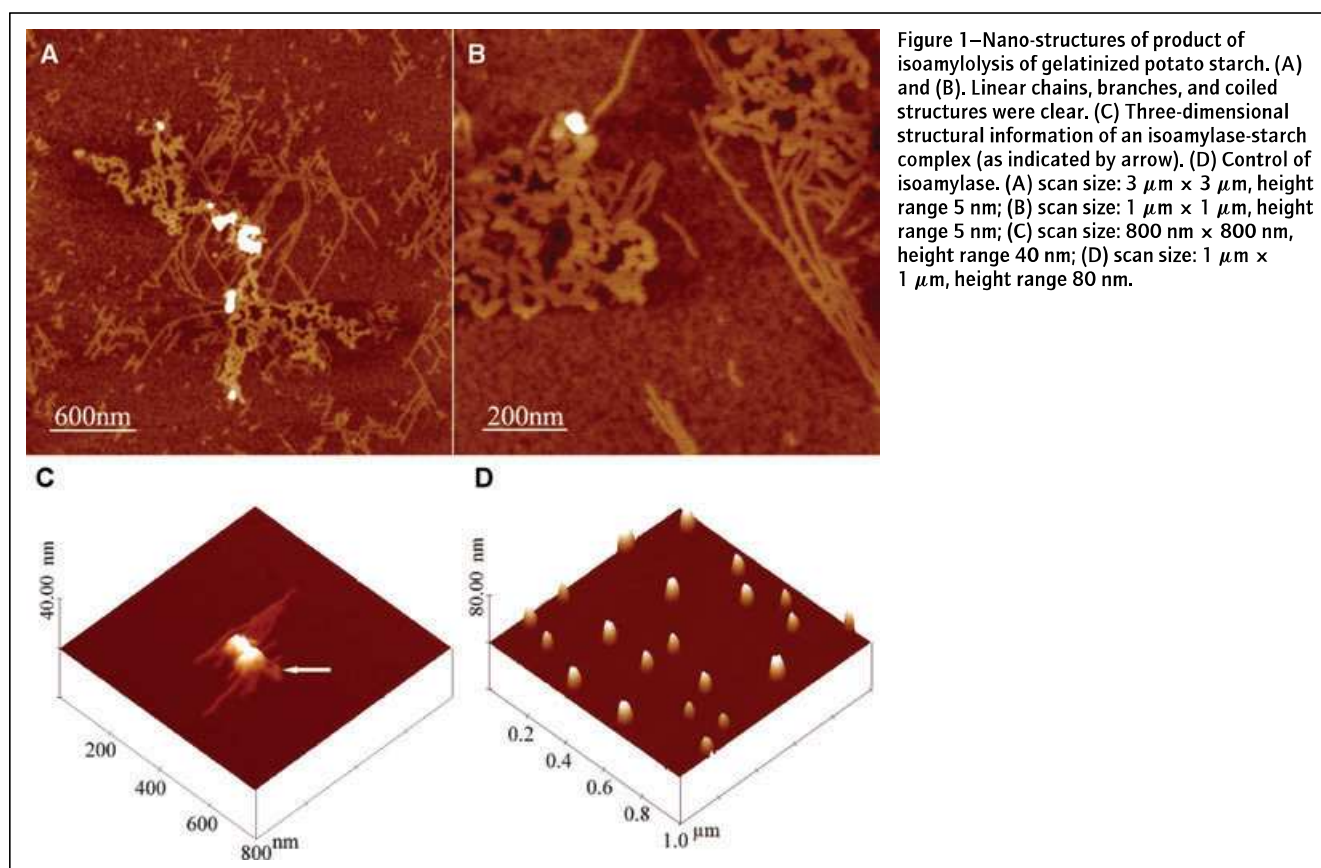 A
B
600nm
200nm
C
D
40.00 nm
80.00 nm
200
400
600
800
nm
0.2
0.4
0.6
0.8
1.0
μm
Figure 1–Nano-structures of product of
isoamylolysis of gelatinized potato starch. (A)
and (B). Linear chains, branches, and coiled
structures were clear. (C) Three-dimensional
structural information of an isoamylase-starch
complex (as indicated by arrow). (D) Control of
isoamylase. (A) scan size: 3 μm × 3 μm, height
range 5 nm; (B) scan size: 1 μm × 1 μm, height
range 5 nm; (C) scan size: 800 nm × 800 nm,
height range 40 nm; (D) scan size: 1 μm ×
1 μm, height range 80 nm.